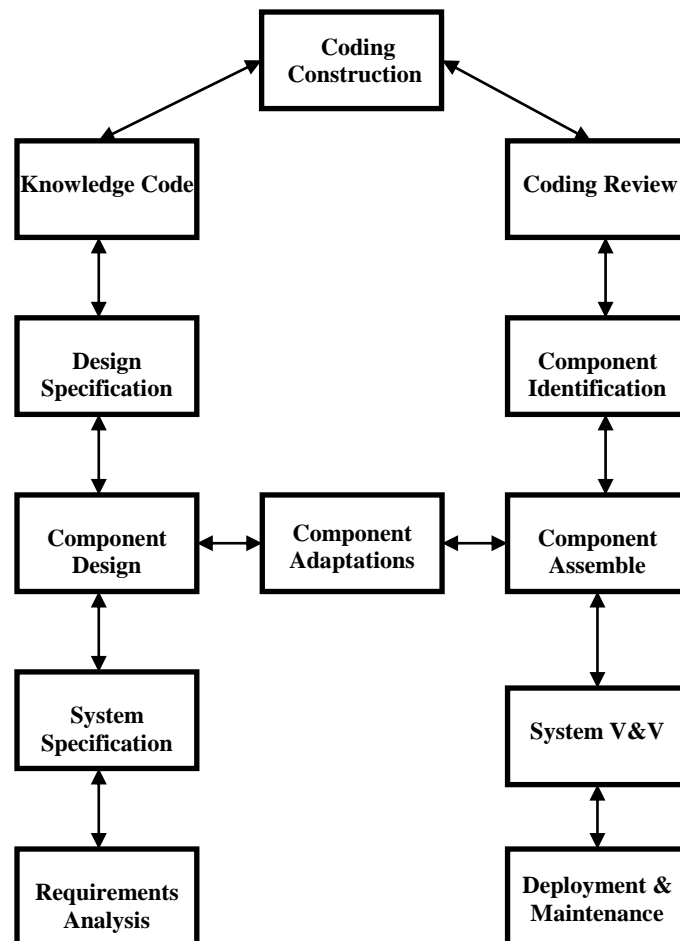 Coding
Construction
Knowledge Code
Coding Review
Design
Specification
Component
Identification
Component
Design
Component
Adaptations
Component
Assemble
System
Specification
System V&V
Requirements
Analysis
Deployment &
Maintenance